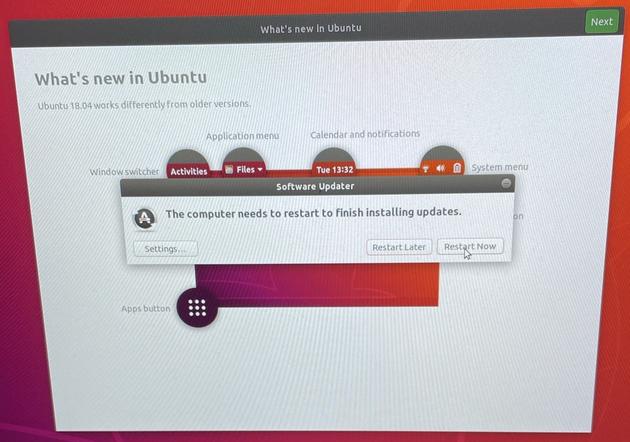 What's new in Ubuntu
Next
What's new in Ubuntu
Ubuntu 18.04 works differently from older versions.
Application menu
Calendar and notifications
Window switcher
Activities
Files
Tue 13:32
System menu
Software Updater
The computer needs to restart to finish installing updates.
on
Settings...
Restart Later
Restart Now
Apps button